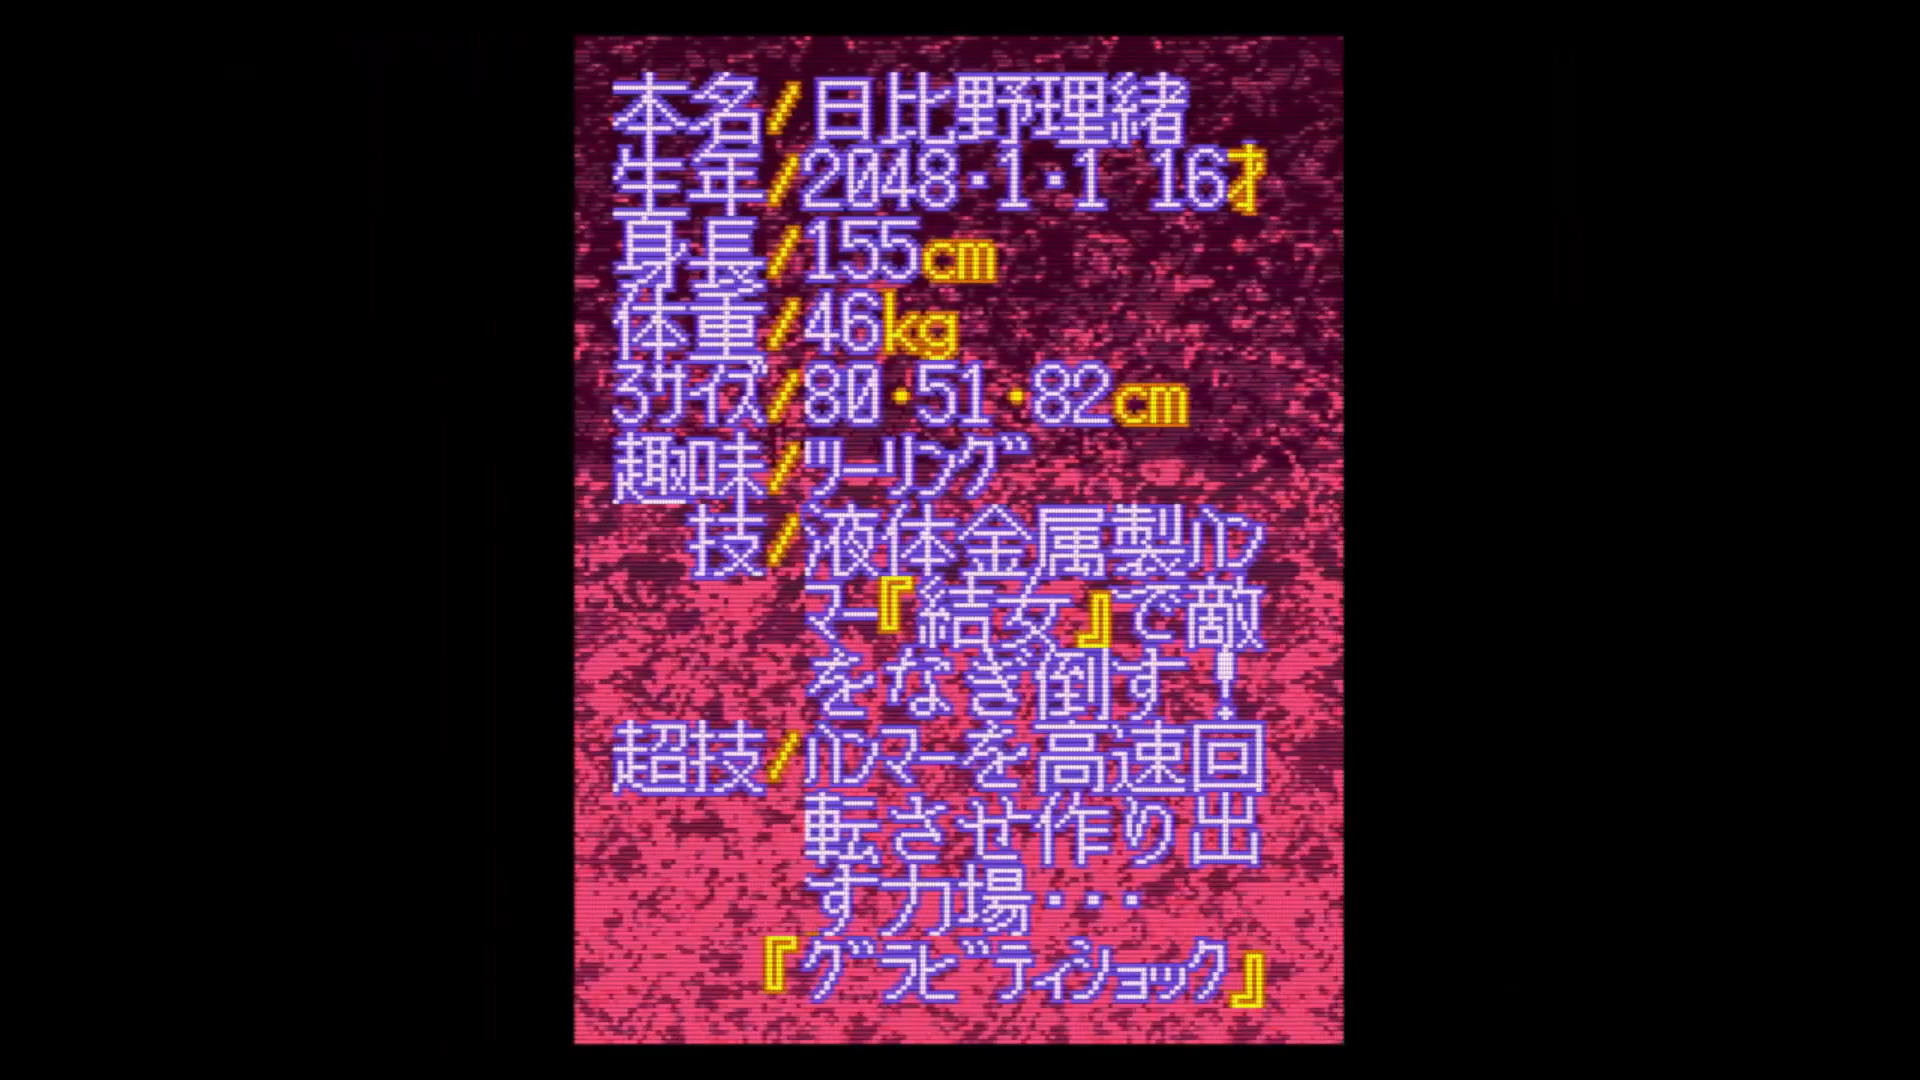 本名/日比野理緒
生年/2048・1・1 16才
身長/155cm
体重/46kg
3サイズ/80・51・82cm
趣味/ツーリング
技/液体金属製ハン
マー『結女』で敵
をなぎ倒す!
超技/ハンマーを高速回
転させ作り出
す力場・・・
『グラビティショック』